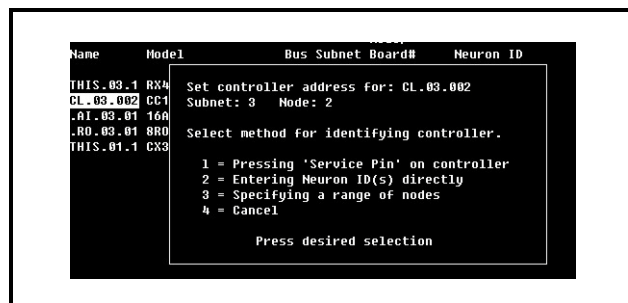 Name Model Bus Subnet Board# Neuron ID
THIS.03.1 RX4
CL.03.002 CC1
.AI.03.01 16A
.RO.03.01 8RO
THIS.01.1 CX3
Set controller address for: CL.03.002
Subnet: 3 Node: 2
Select method for identifying controller.
1 = Pressing 'Service Pin' on controller
2 = Entering Neuron ID(s) directly
3 = Specifying a range of nodes
4 = Cancel
Press desired selection